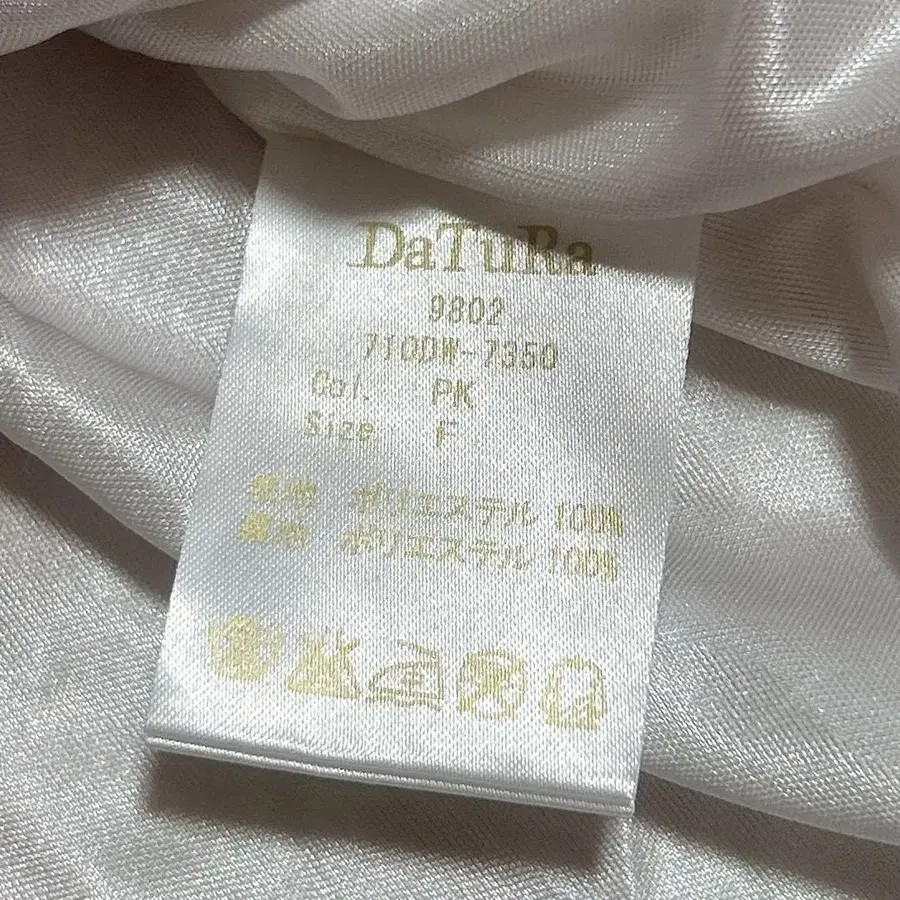 DaTuRa
9802
710DW-7350
Col. PK
Size F
表地 ポリエステル 100%
裏地 ポリエステル 100%